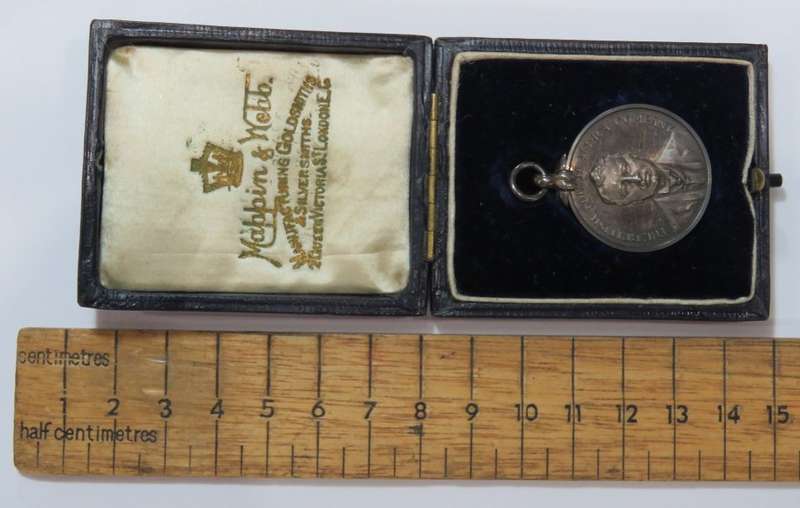 Mappin & Webb.
MANUFACTURING GOLDSMITHS
& SILVERSMITHS.
2 QUEEN VICTORIA ST LONDON E.C
centimetres
1 2 3 4 5 6 7 8 9 10 11 12 13 14 15
half centimetres